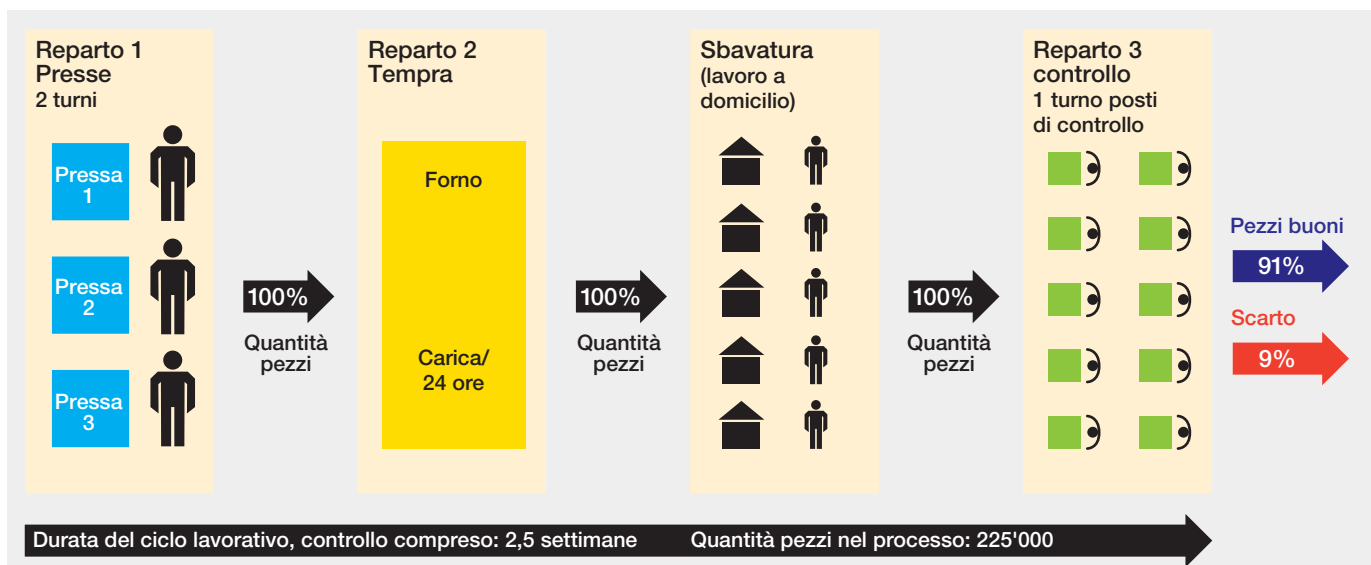 Reparto 1
Presse
2 turni
Pressa
1
Pressa
2
Pressa
3
100%
Quantità
pezzi
Reparto 2
Tempra
Forno
Carica/
24 ore
100%
Quantità
pezzi
Sbavatura
(lavoro a
domicilio)
100%
Quantità
pezzi
Reparto 3
controllo
1 turno posti
di controllo
Pezzi buoni
91%
Scarto
9%
Durata del ciclo lavorativo, controllo compreso: 2,5 settimane
Quantità pezzi nel processo: 225'000